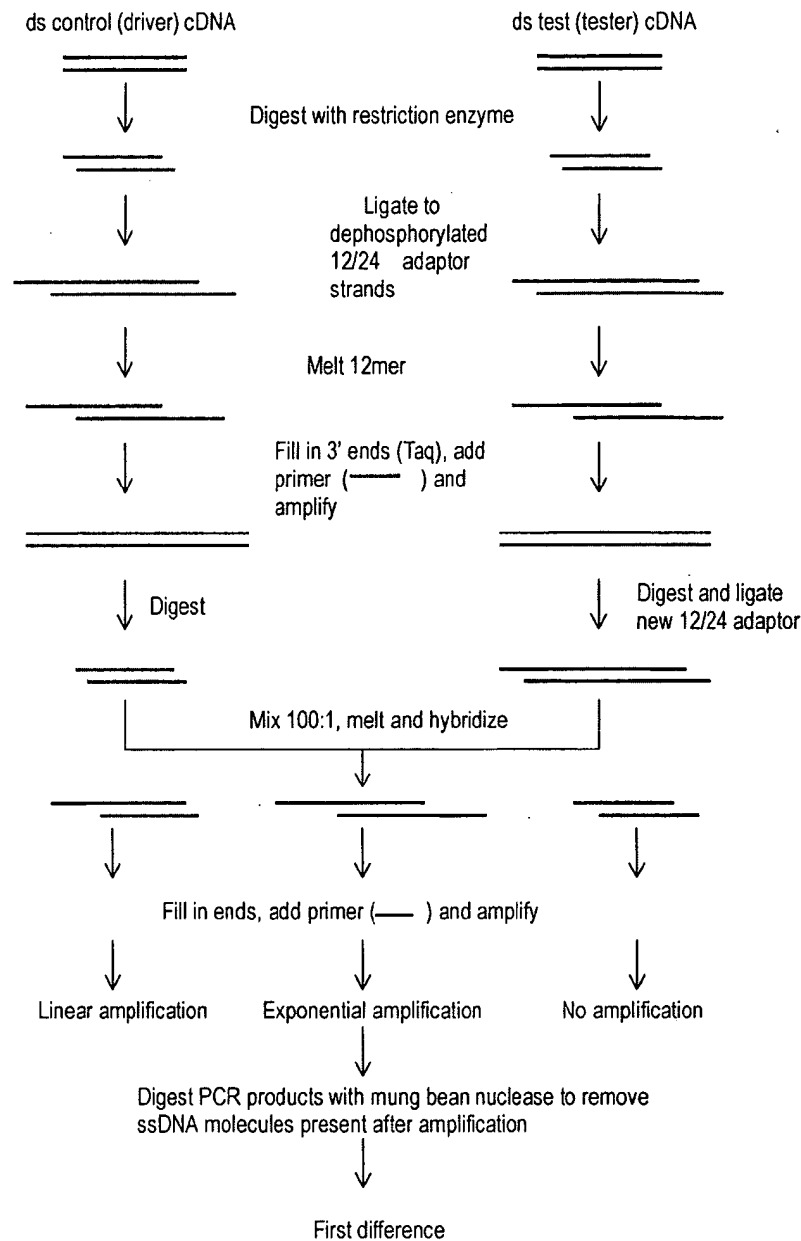 ds control (driver) cDNA
ds test (tester) cDNA
Digest with restriction enzyme
Ligate to
dephosphorylated
12/24 adaptor
strands
Melt 12mer
Fill in 3' ends (Taq), add
primer ( ) and
amplify
Digest
Digest and ligate
new 12/24 adaptor
Mix 100:1, melt and hybridize
Fill in ends, add primer ( ) and amplify
Linear amplification
Exponential amplification
No amplification
Digest PCR products with mung bean nuclease to remove
ssDNA molecules present after amplification
First difference